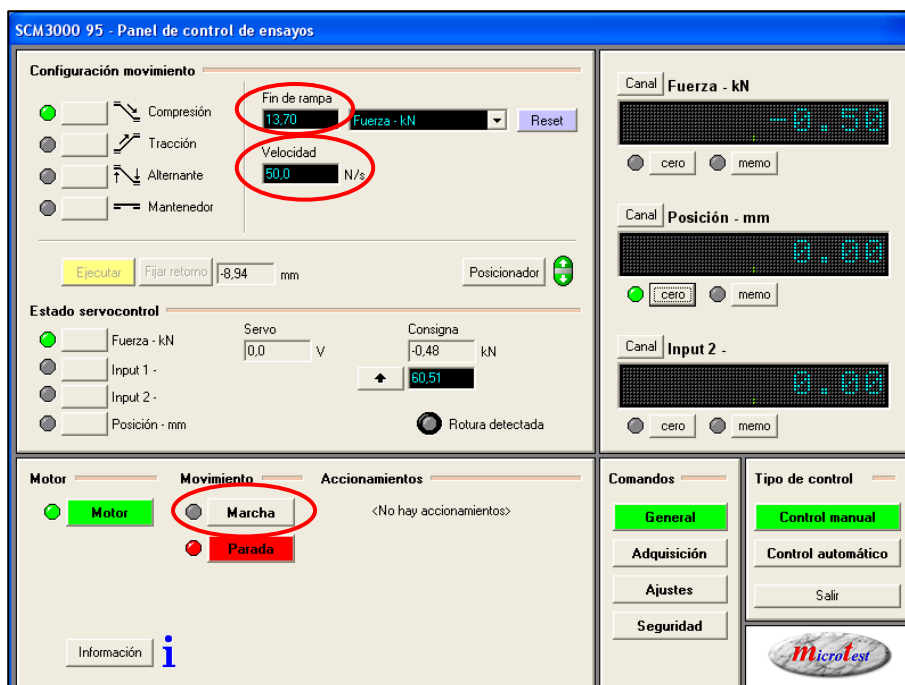 SCM3000 95 - Panel de control de ensayos
Configuración movimiento
Compresión
Tracción
Alternante
Mantenedor
Fin de rampa
13,70
Fuerza - kN
Reset
Velocidad
50,0 N/s
Ejecutar
Fijar retorno
-8,94 mm
Posicionador
Estado servocontrol
Fuerza - kN
Input 1 -
Input 2 -
Posición - mm
Servo
0,0 V
Consigna
-0,48 kN
60,51
Rotura detectada
Canal Fuerza - kN
-0.50
cero
memo
Canal Posición - mm
0.00
cero
memo
Canal Input 2 -
0.00
cero
memo
Motor
Motor
Movimiento
Marcha
Parada
Accionamientos
<No hay accionamientos>
Información
i
Comandos
General
Adquisición
Ajustes
Seguridad
Tipo de control
Control manual
Control automático
Salir
Microtest